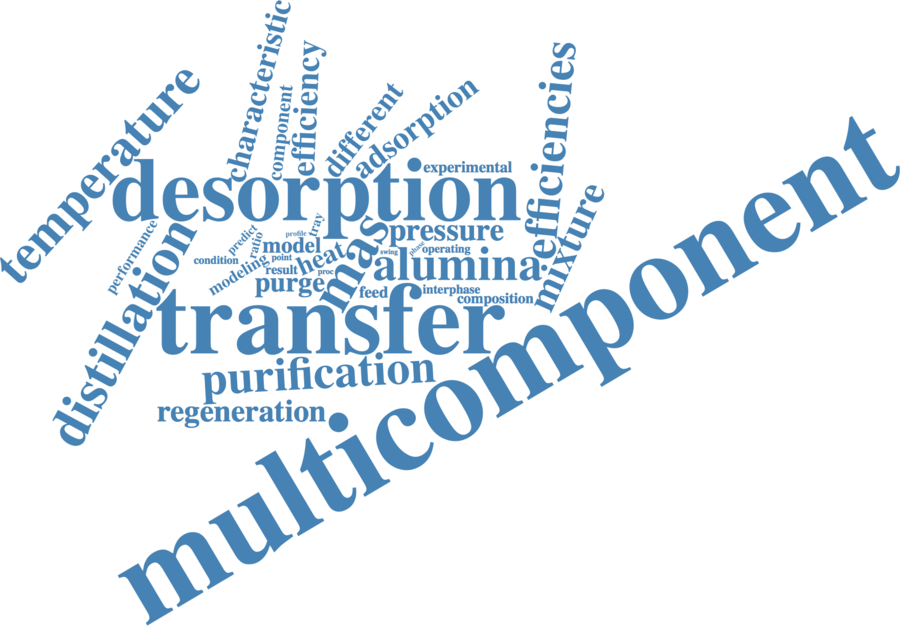 characteristic
temperature
component
efficiency
different
adsorption
efficiencies
experimental
desorption
multicomponent
mixture
performance
distillation
predict
ratio
profile
tray
model
mas
pressure
phase
operating
swing
condition
modeling
point
heat
alumina
result
proc
purge
feed
interphase
composition
transfer
purification
regeneration